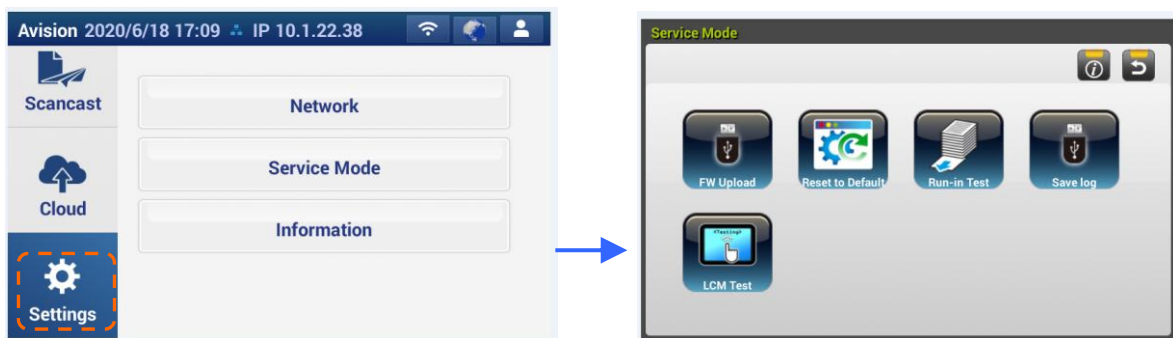 Avision 2020/6/18 17:09 IP 10.1.22.38
Scancast
Cloud
Settings
Network
Service Mode
Information
Service Mode
FW Upload
Reset to Default
Run-in Test
Save log
<Testing>
LCM Test